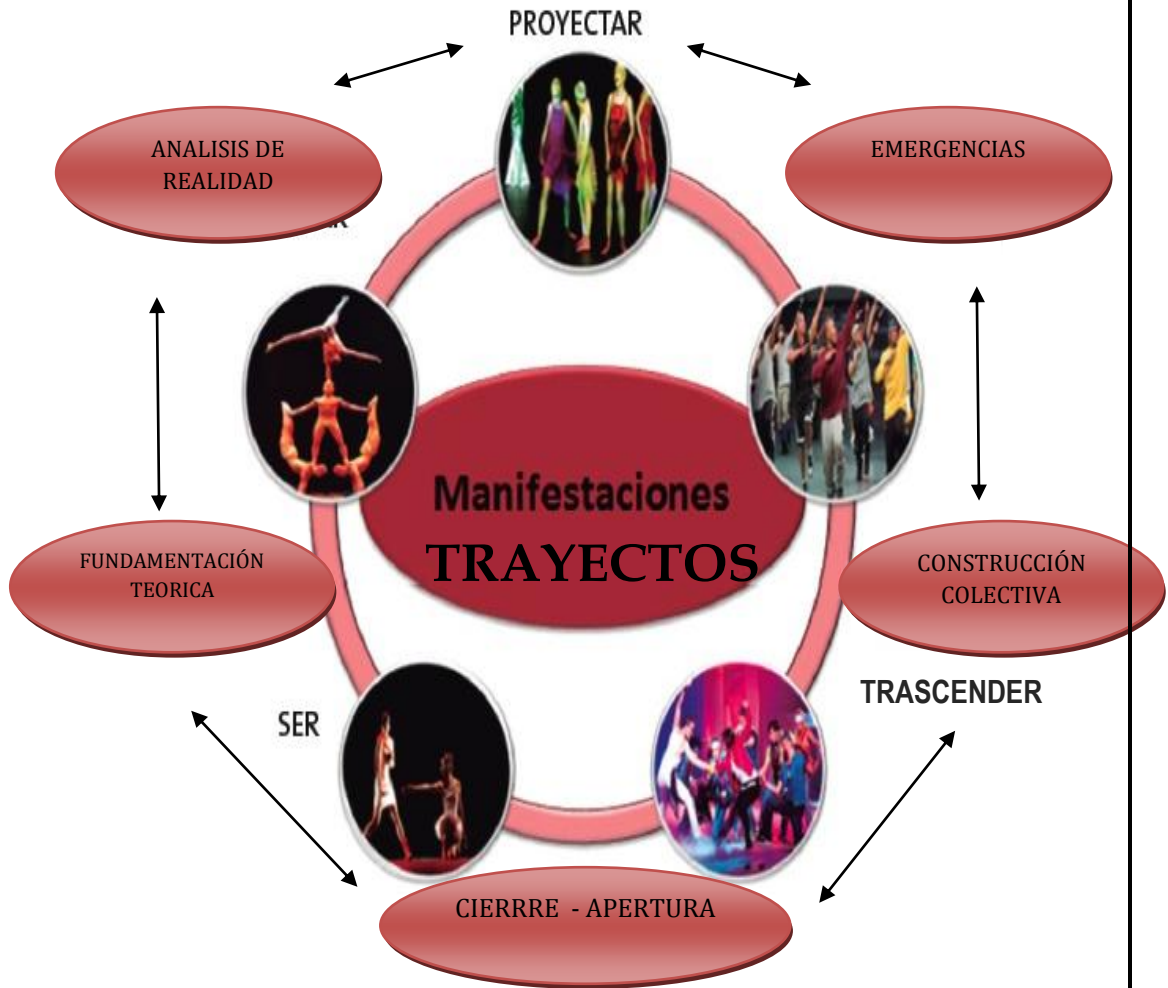 PROYECTAR
ANALISIS DE
REALIDAD
EMERGENCIAS
Manifestaciones
TRAYECTOS
FUNDAMENTACIÓN
TEORICA
CONSTRUCCIÓN
COLECTIVA
TRASCENDER
SER
CIERRRE - APERTURA